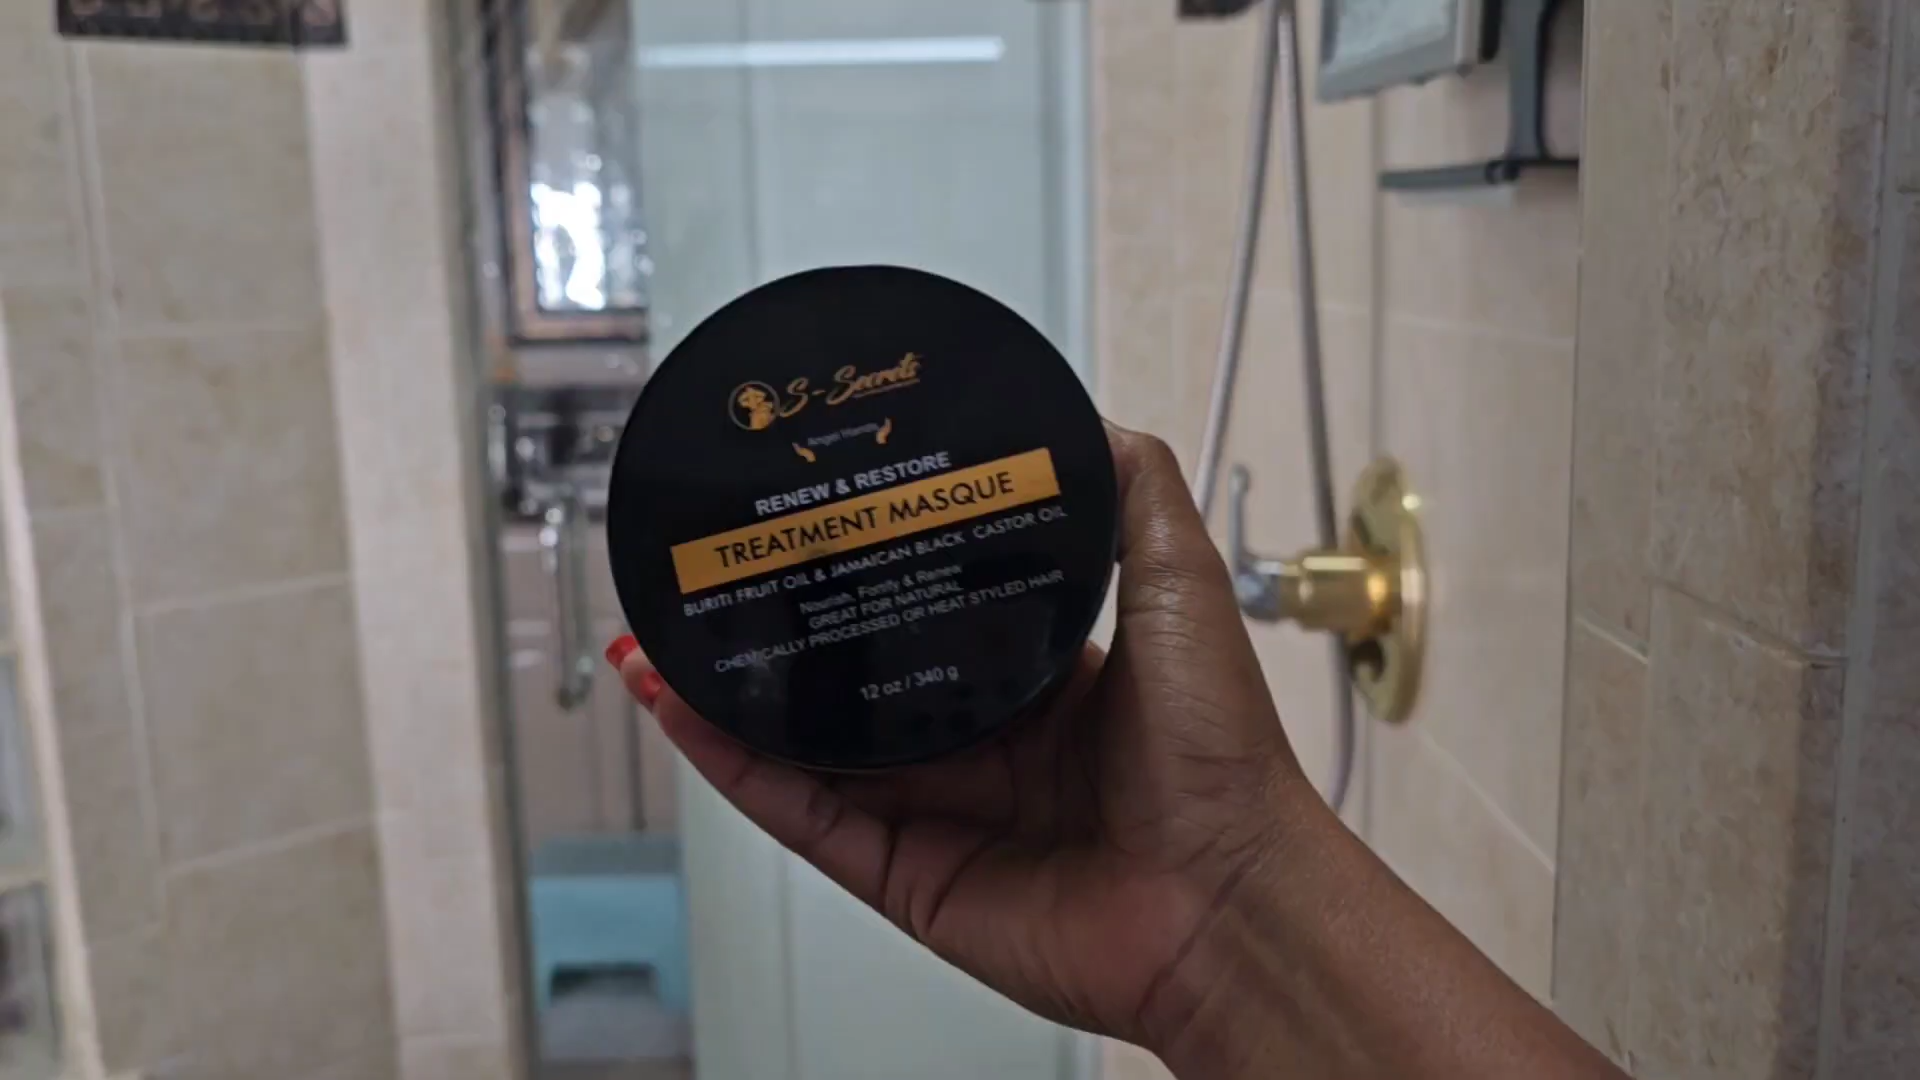 S-Secrets
Angel Hands
RENEW & RESTORE
TREATMENT MASQUE
BURITI FRUIT OIL & JAMAICAN BLACK CASTOR OIL
Nourish, Fortify & Renew
GREAT FOR NATURAL
CHEMICALLY PROCESSED OR HEAT STYLED HAIR
12 oz / 340 g